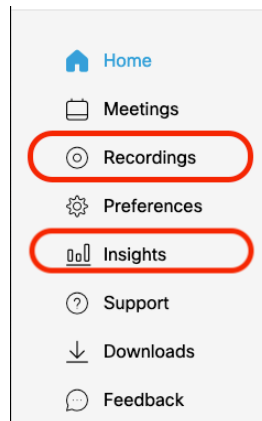 Home
Meetings
Recordings
Preferences
Insights
Support
Downloads
Feedback